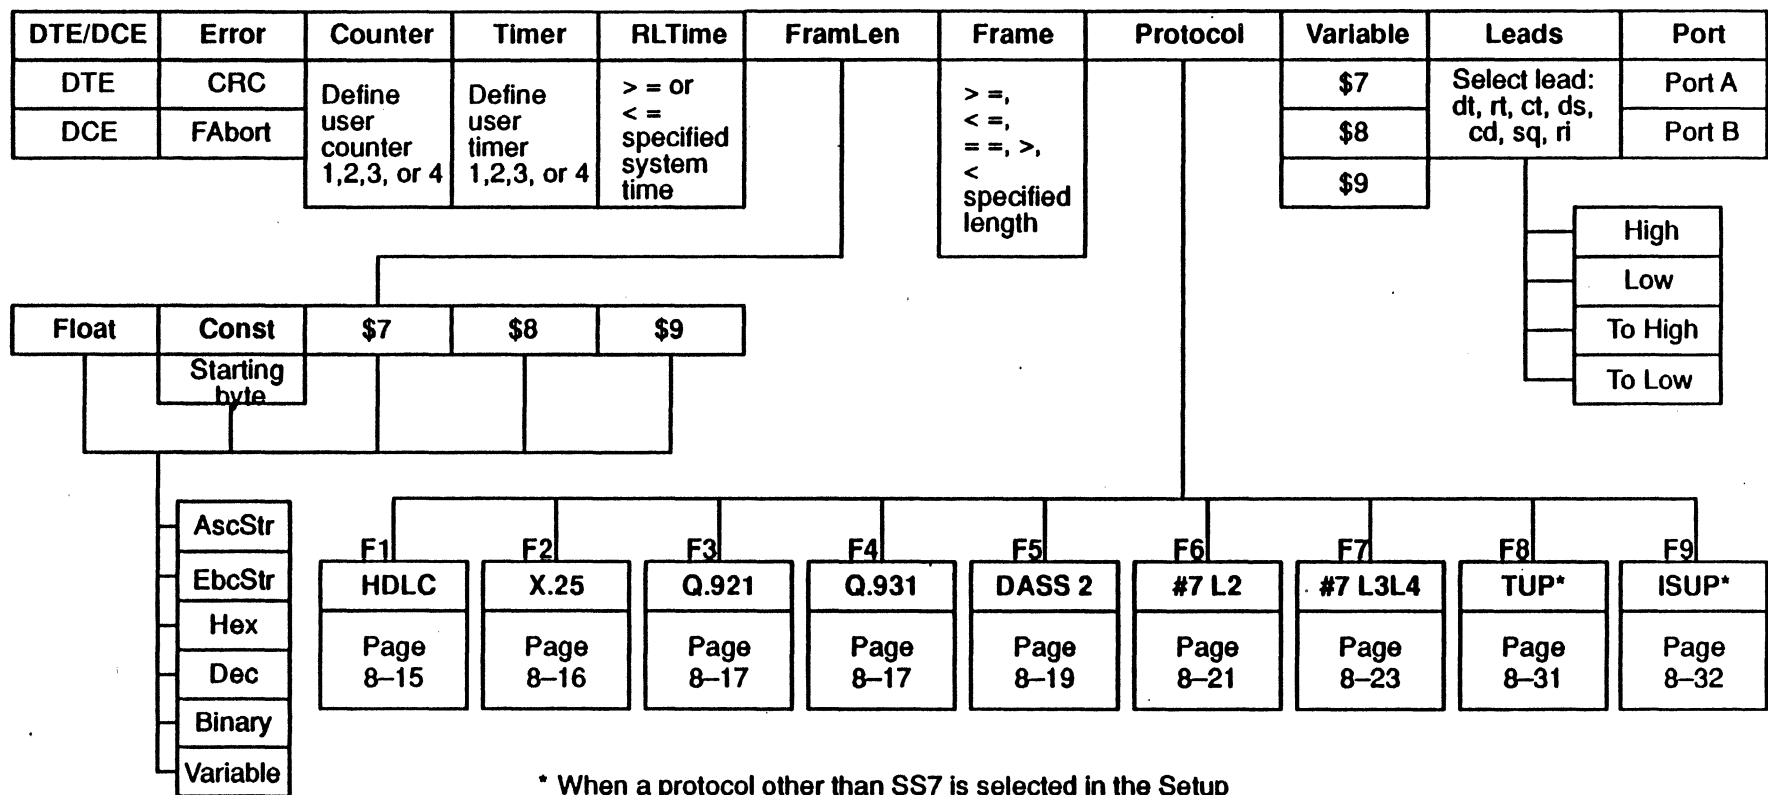 DTE/DCE Error Counter Timer RLTime FramLen Frame Protocol Variable Leads Port
DTE
DCE
CRC
FAbort
Define
user
counter
1,2,3, or 4
Define
user
timer
1,2,3, or 4
> = or
< =
specified
system
time
> =,
< =,
= =, >,
<
specified
length
$7
$8
$9
Select lead:
dt, rt, ct, ds,
cd, sq, ri
Port A
Port B
High
Low
To High
To Low
Float Const $7 $8 $9
Starting
byte
AscStr
EbcStr
Hex
Dec
Binary
Variable
F1 F2 F3 F4 F5 F6 F7 F8 F9
HDLC X.25 Q.921 Q.931 DASS 2 #7 L2 #7 L3L4 TUP* ISUP*
Page Page Page Page Page Page Page Page Page
8–15 8–16 8–17 8–17 8–19 8–21 8–23 8–31 8–32
* When a protocol other than SS7 is selected in the Setup